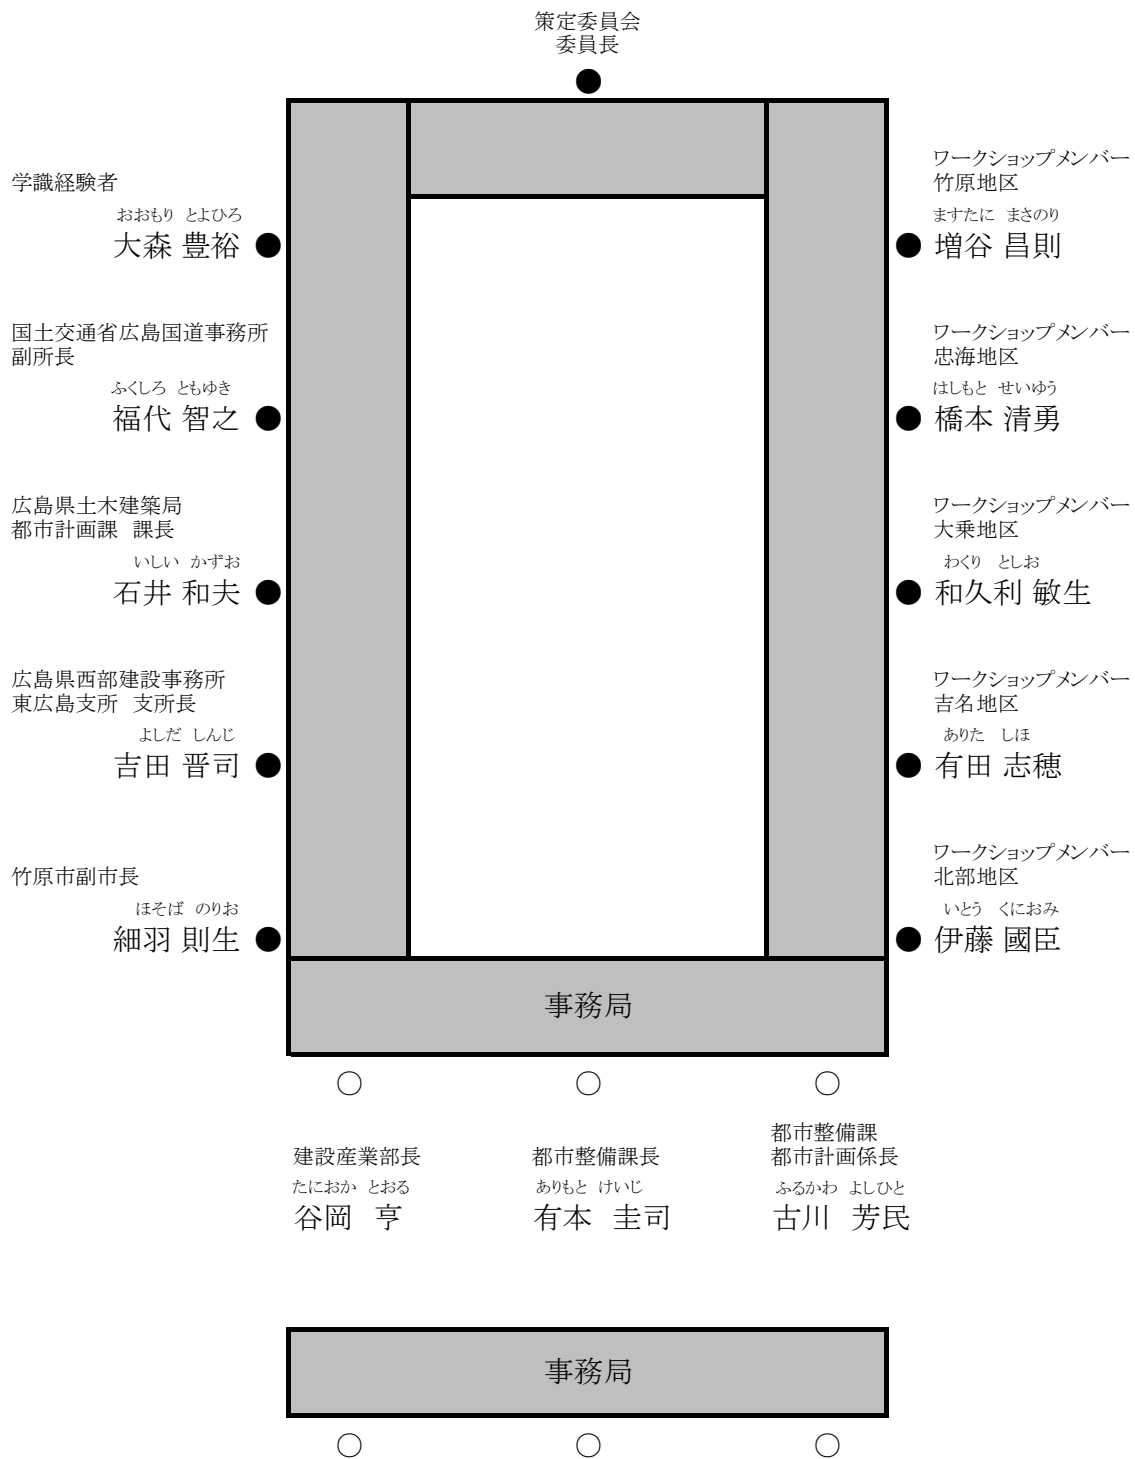 策定委員会
委員長
学識経験者
おおもり とよひろ
大森 豊裕
国土交通省広島国道事務所
副所長
ふくしろ ともゆき
福代 智之
広島県土木建築局
都市計画課 課長
いしい かずお
石井 和夫
広島県西部建設事務所
東広島支所 支所長
よしだ しんじ
吉田 晋司
竹原市副市長
ほそば のりお
細羽 則生
ワークショップメンバー
竹原地区
ますたに まさのり
増谷 昌則
ワークショップメンバー
忠海地区
はしもと せいゆう
橋本 清勇
ワークショップメンバー
大乗地区
わくり としお
和久利 敏生
ワークショップメンバー
吉名地区
ありた しほ
有田 志穂
ワークショップメンバー
北部地区
いとう くにおみ
伊藤 國臣
事務局
建設産業部長
たにおか とおる
谷岡 亨
都市整備課長
ありもと けいじ
有本 圭司
都市整備課
都市計画係長
ふるかわ よしひと
古川 芳民
事務局